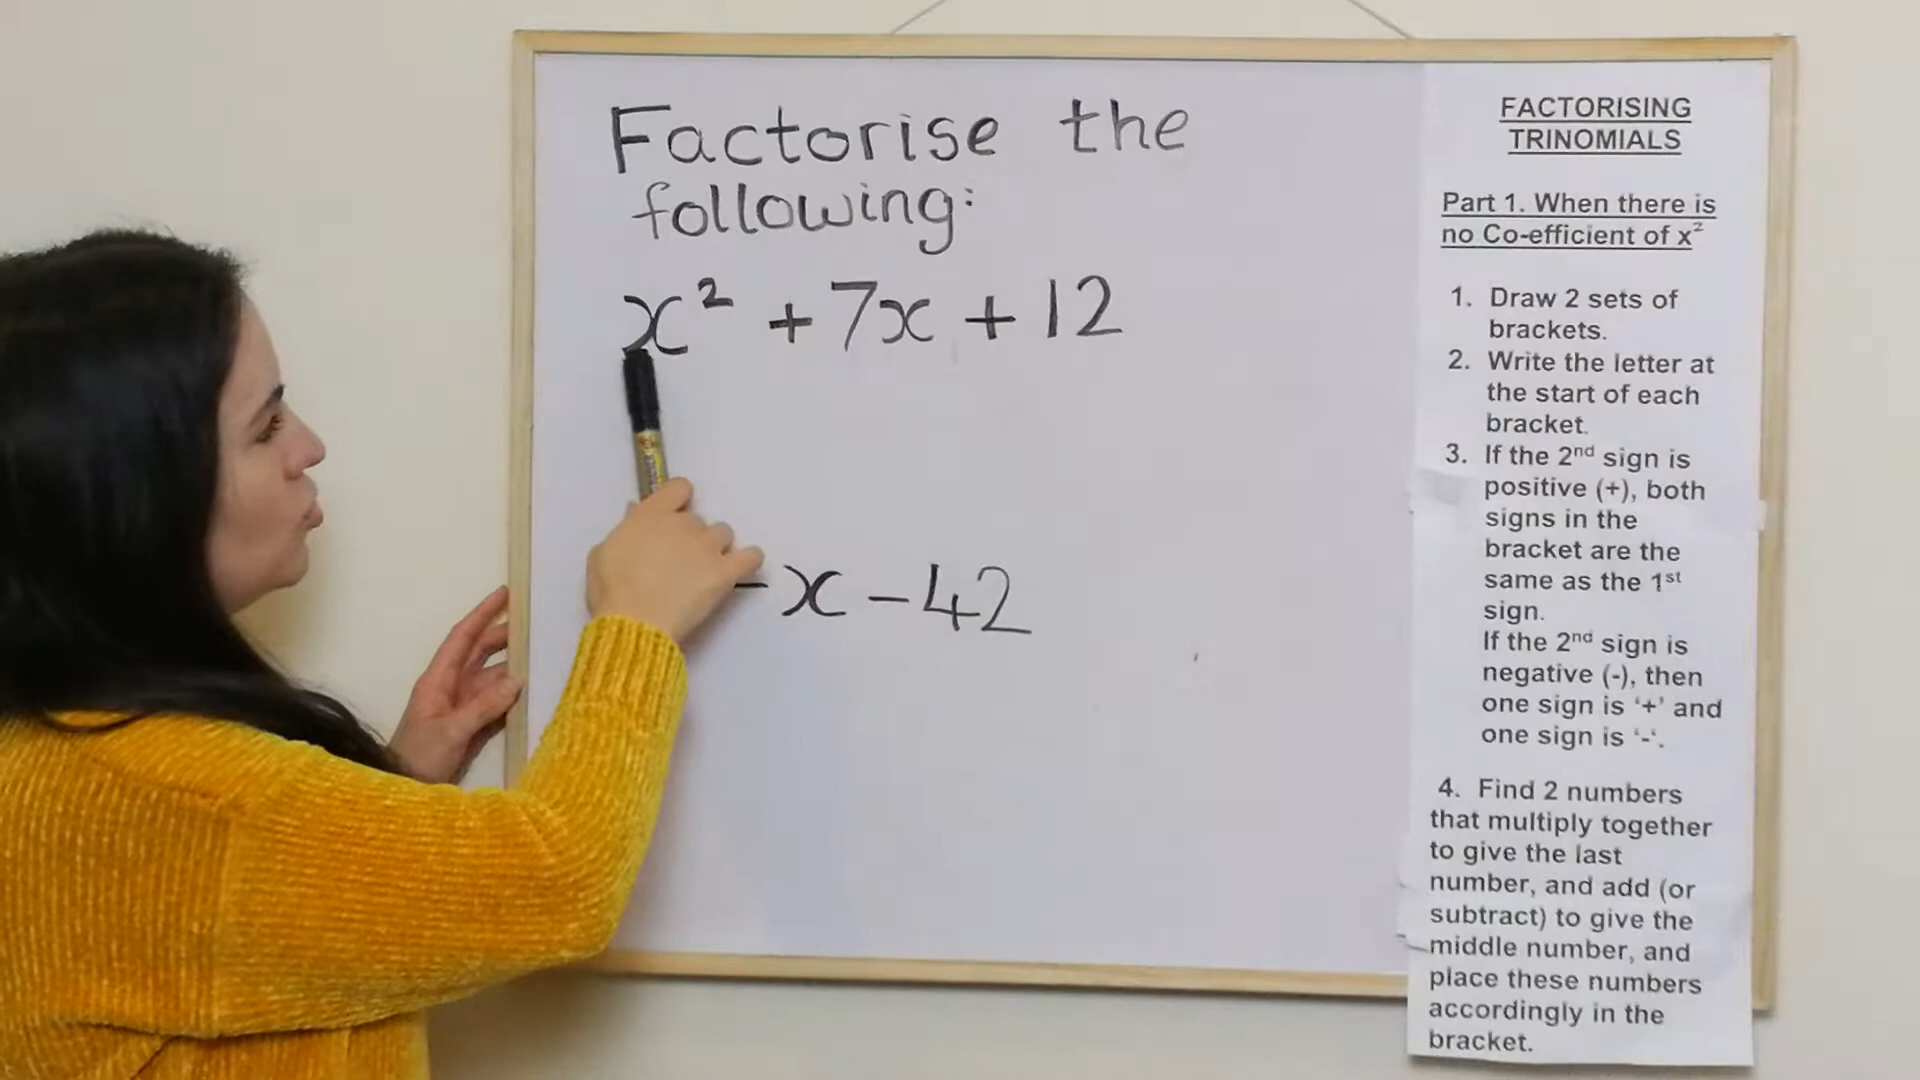 Factorise the
following:
x² + 7x + 12
- x - 42
FACTORISING
TRINOMIALS
Part 1. When there is
no Co-efficient of x²
1. Draw 2 sets of
brackets.
2. Write the letter at
the start of each
bracket.
3. If the 2nd sign is
positive (+), both
signs in the
bracket are the
same as the 1st
sign.
If the 2nd sign is
negative (-), then
one sign is ‘+’ and
one sign is ‘-‘.
4. Find 2 numbers
that multiply together
to give the last
number, and add (or
subtract) to give the
middle number, and
place these numbers
accordingly in the
bracket.